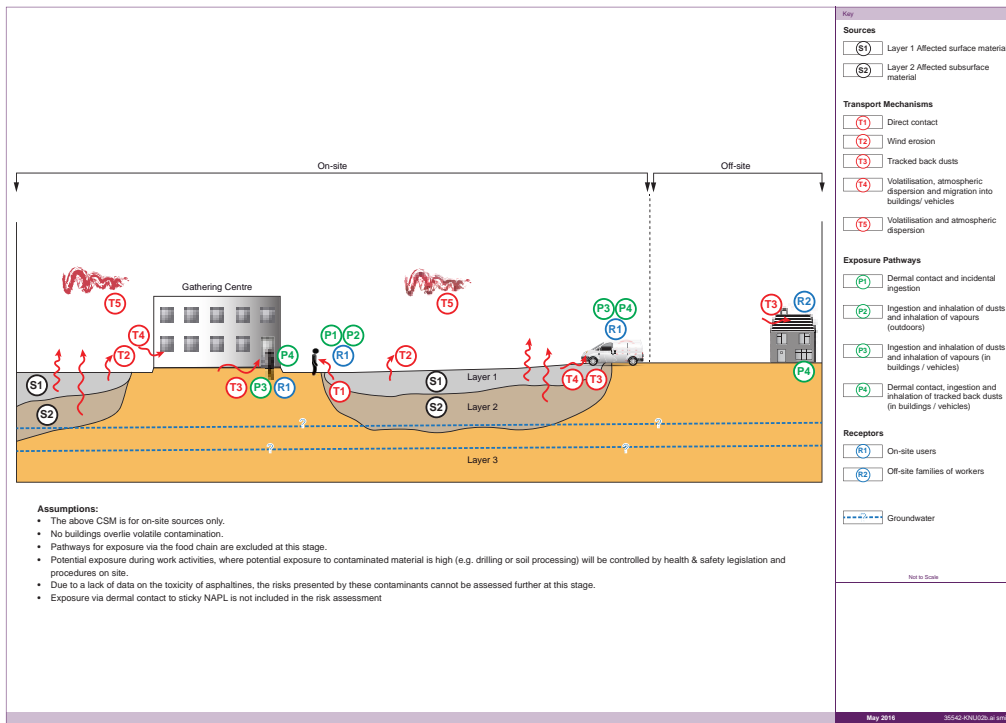 On-site
Off-site
T5
Gathering Centre
T5
T4
T2
P4
P1 P2
R1
T2
P3 P4
R1
T3
R2
S1
S2
T3 P3 R1
T1
S1
S2
Layer 1
Layer 2
T4 T3
P4
?
?
?
?
Layer 3
Assumptions:
• The above CSM is for on-site sources only.
• No buildings overlie volatile contamination.
• Pathways for exposure via the food chain are excluded at this stage.
• Potential exposure during work activities, where potential exposure to contaminated material is high (e.g. drilling or soil processing) will be controlled by health & safety legislation and
procedures on site.
• Due to a lack of data on the toxicity of asphaltines, the risks presented by these contaminants cannot be assessed further at this stage.
• Exposure via dermal contact to sticky NAPL is not included in the risk assessment
Key
Sources
S1 Layer 1 Affected surface materia
S2 Layer 2 Affected subsurface
material
Transport Mechanisms
T1 Direct contact
T2 Wind erosion
T3 Tracked back dusts
T4 Volatilisation, atmospheric
dispersion and migration into
buildings/ vehicles
T5 Volatilisation and atmospheric
dispersion
Exposure Pathways
P1 Dermal contact and incidental
ingestion
P2 Ingestion and inhalation of dusts
and inhalation of vapours
(outdoors)
P3 Ingestion and inhalation of dusts
and inhalation of vapours (in
buildings / vehicles)
P4 Dermal contact, ingestion and
inhalation of tracked back dusts
(in buildings / vehicles)
Receptors
R1 On-site users
R2 Off-site families of workers
? Groundwater
Not to Scale
May 2016
35542-KNU02b.ai sm